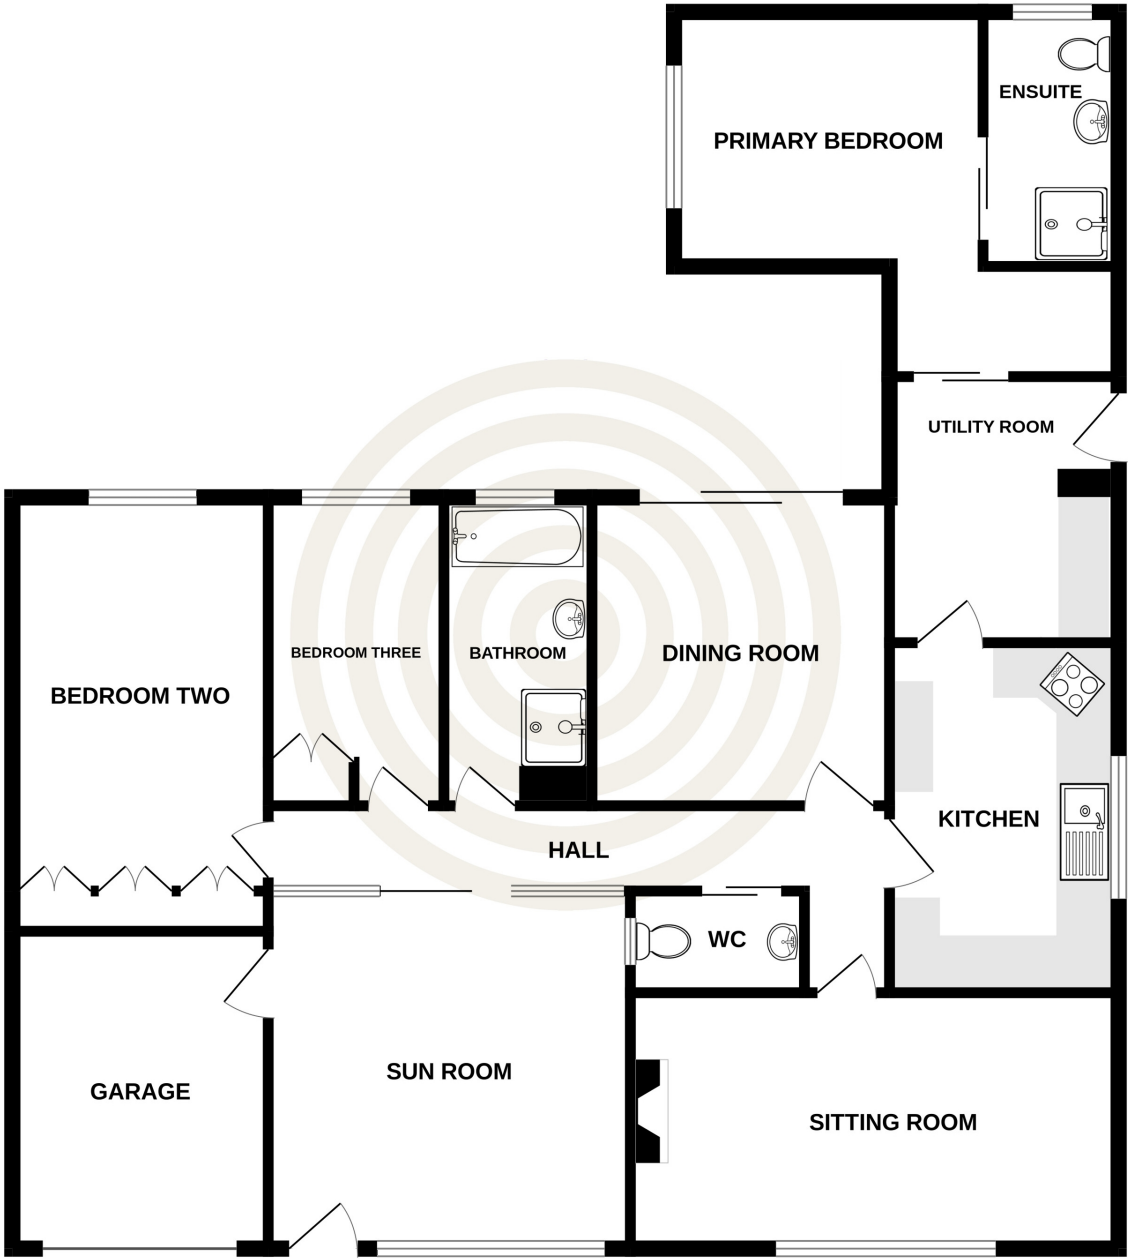 ENSUITE
PRIMARY BEDROOM
UTILITY ROOM
BEDROOM THREE
BATHROOM
DINING ROOM
BEDROOM TWO
KITCHEN
HALL
WC
SUN ROOM
GARAGE
SITTING ROOM